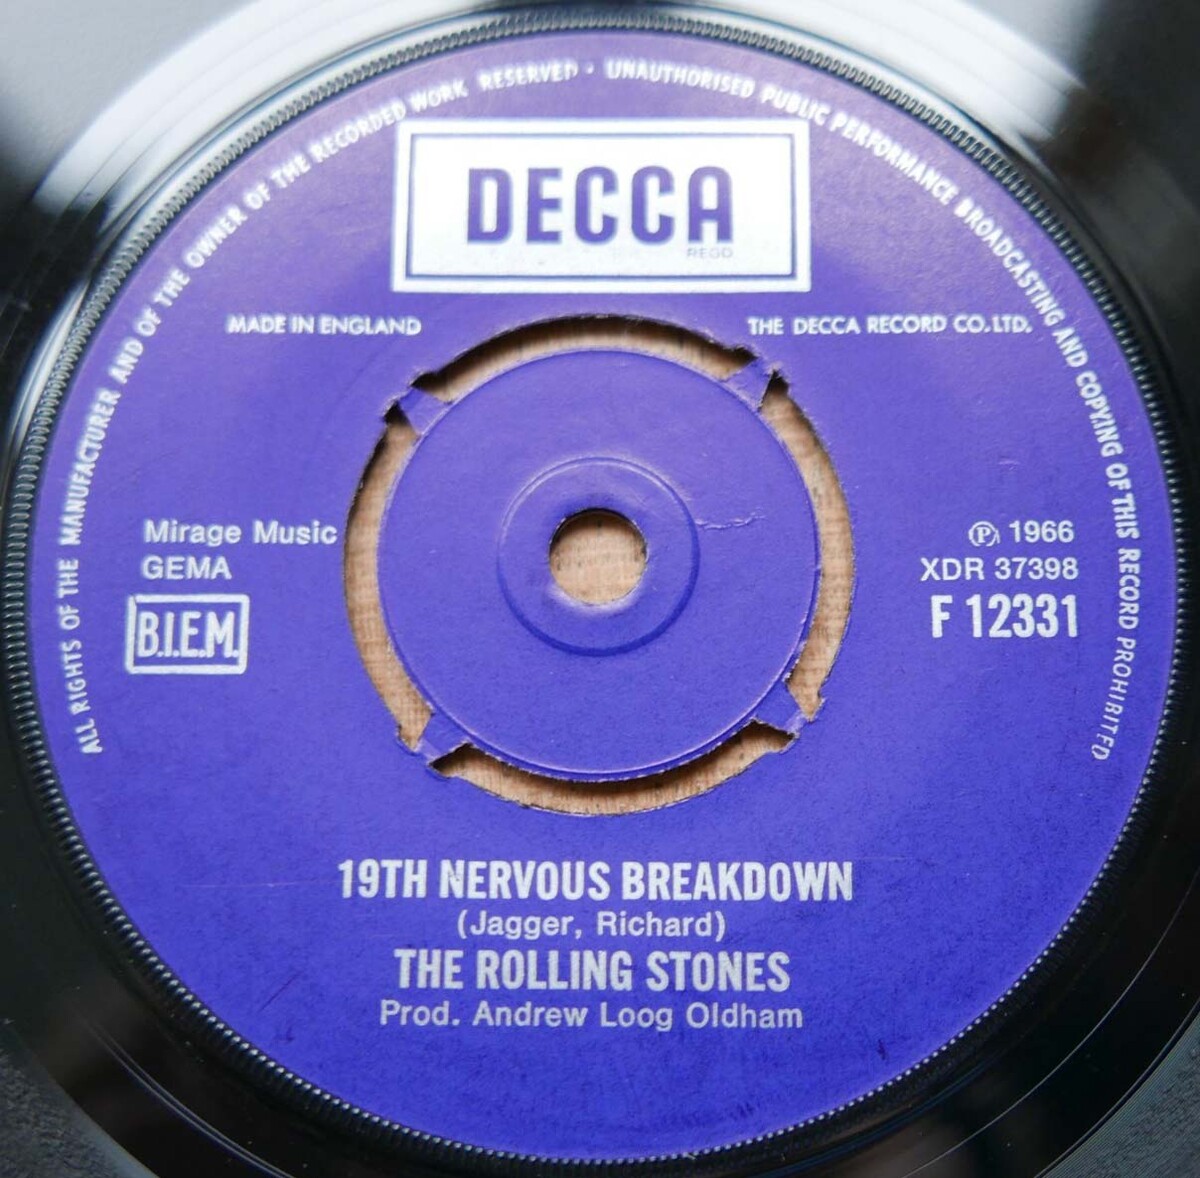 ALL RIGHTS OF THE MANUFACTURER AND OF THE OWNER OF THE RECORDED WORK RESERVED · UNAUTHORISED PUBLIC PERFORMANCE BROADCASTING AND COPYING OF THIS RECORD PROHIBITED
DECCA
REGD
MADE IN ENGLAND
THE DECCA RECORD CO. LTD.
Mirage Music
GEMA
B.I.E.M.
℗ 1966
XDR 37398
F 12331
19TH NERVOUS BREAKDOWN
(Jagger, Richard)
THE ROLLING STONES
Prod. Andrew Loog Oldham